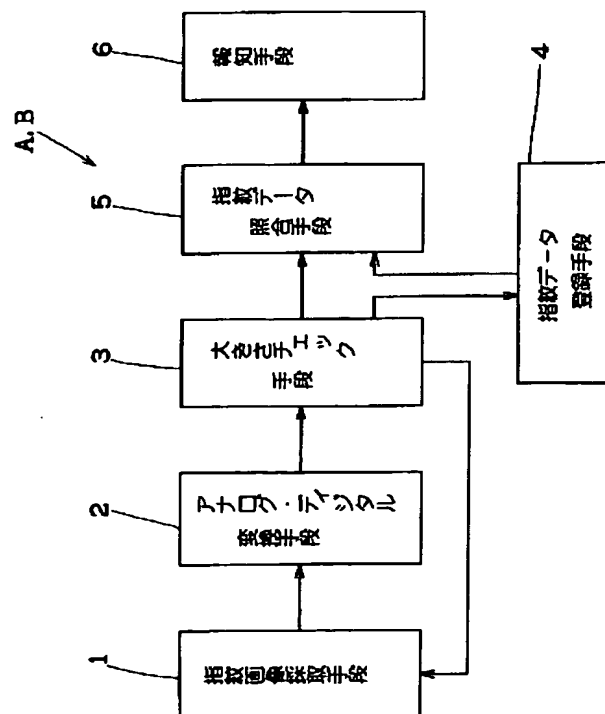 A,B
1
指紋画像採取手段
2
アナログ・ディジタル
変換手段
3
大きさチェック
手段
4
指紋データ
登録手段
5
指紋データ
照合手段
6
報知手段